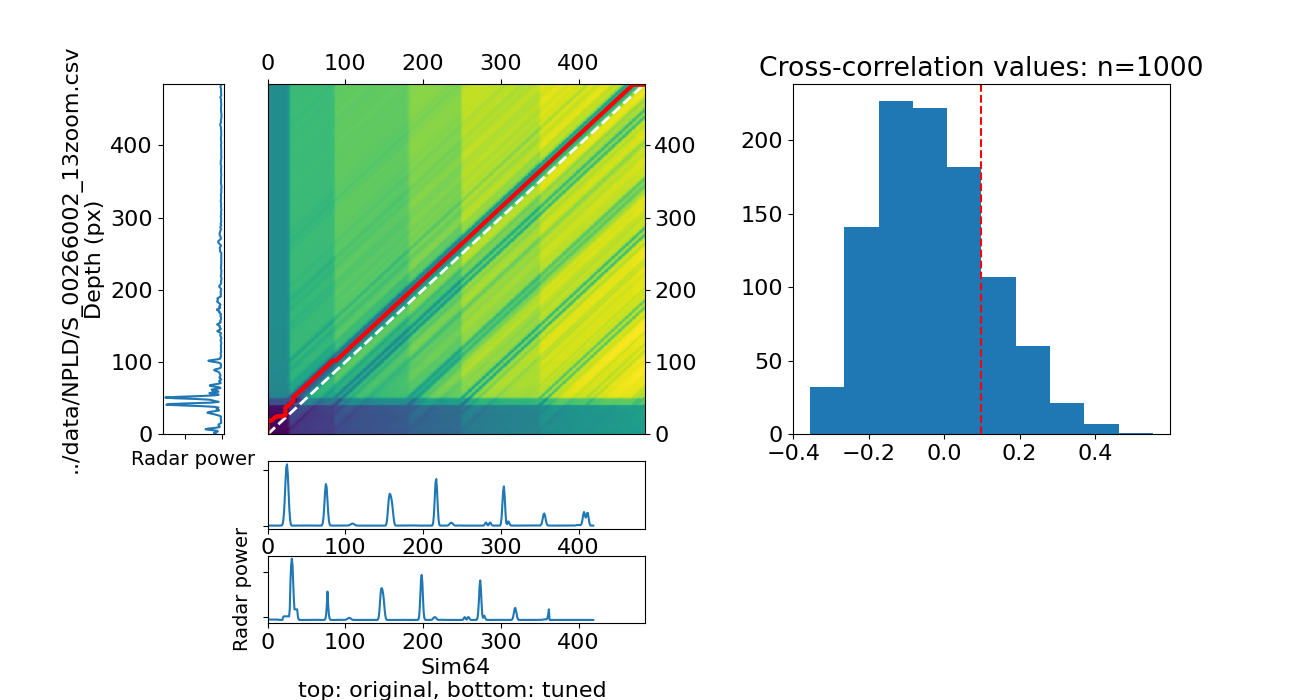 ../data/NPLD/S_00266002_13zoom.csv
Depth (px)
0 100 200 300 400
400
300
200
100
0
Radar power
400
300
200
100
0
0 100 200 300 400
Radar power
0 100 200 300 400
Sim64
top: original, bottom: tuned
Cross-correlation values: n=1000
200
150
100
50
0
−0.4 −0.2 0.0 0.2 0.4